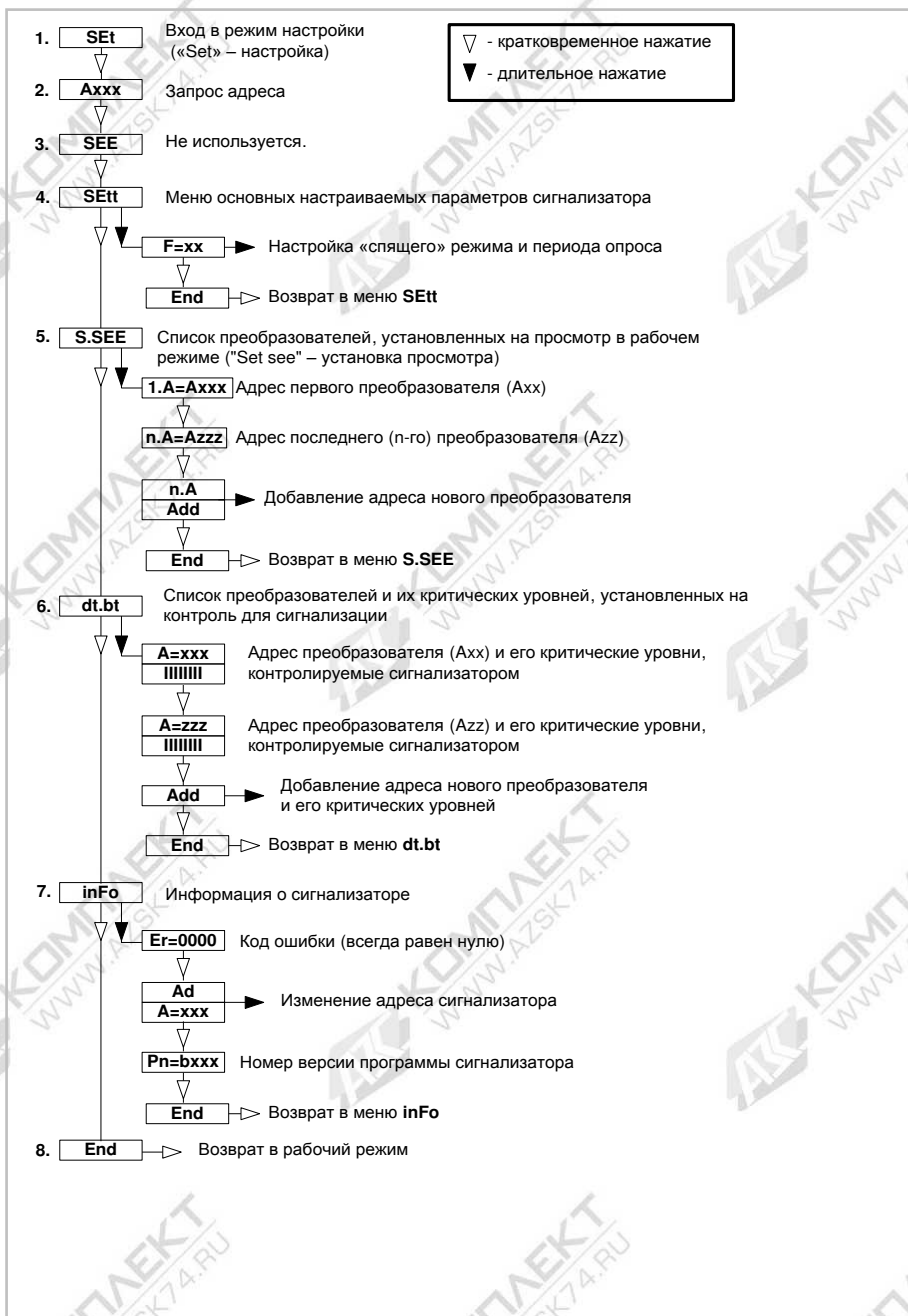 1. SEt Вход в режим настройки
(«Set» – настройка)
▽ - кратковременное нажатие
▼ - длительное нажатие
2. Axxx Запрос адреса
3. SEE Не используется.
4. SEtt Меню основных настраиваемых параметров сигнализатора
F=xx Настройка «спящего» режима и периода опроса
End Возврат в меню SEtt
5. S.SEE Список преобразователей, установленных на просмотр в рабочем
режиме ("Set see" – установка просмотра)
1.A=Axxx Адрес первого преобразователя (Axx)
n.A=Azzz Адрес последнего (n-го) преобразователя (Azz)
n.A
Add
Добавление адреса нового преобразователя
End Возврат в меню S.SEE
6. dt.bt Список преобразователей и их критических уровней, установленных на
контроль для сигнализации
A=xxx Адрес преобразователя (Axx) и его критические уровни,
IIIIIIII контролируемые сигнализатором
A=zzz Адрес преобразователя (Azz) и его критические уровни,
IIIIIIII контролируемые сигнализатором
Add Добавление адреса нового преобразователя
и его критических уровней
End Возврат в меню dt.bt
7. inFo Информация о сигнализаторе
Er=0000 Код ошибки (всегда равен нулю)
Ad
A=xxx
Изменение адреса сигнализатора
Pn=bxxx Номер версии программы сигнализатора
End Возврат в меню inFo
8. End Возврат в рабочий режим
КОМПЛЕКТ
WWW.AZSK74.RU